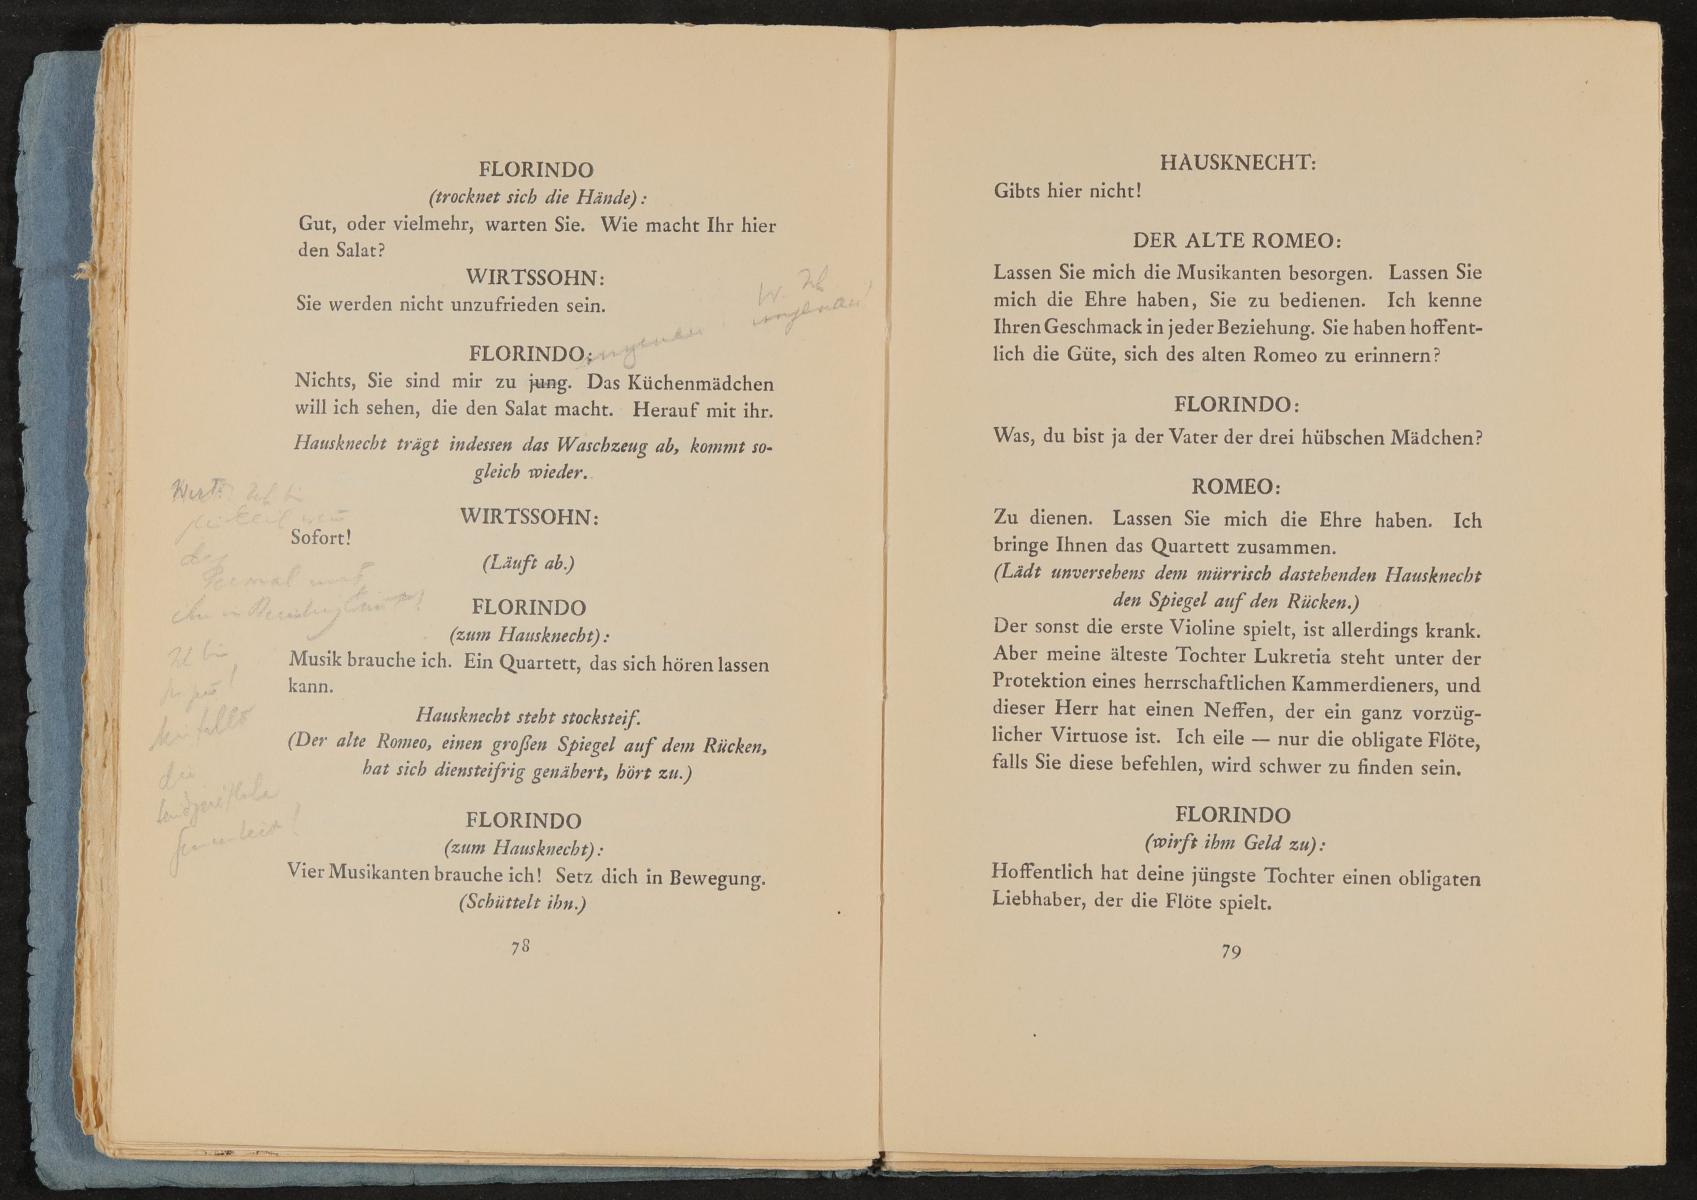 FLORINDO
(trocknet sich die Hände):
Gut, oder vielmehr, warten Sie. Wie macht Ihr hier
den Salat?
WIRTSSOHN:
Sie werden nicht unzufrieden sein.
W. Ich
FLORINDO:
Nichts, Sie sind mir zu jung. Das Küchenmädchen
will ich sehen, die den Salat macht. Herauf mit ihr.
Hausknecht trägt indessen das Waschzeug ab, kommt so-
gleich wieder.
Wirt: Ich bin
WIRTSSOHN:
Sofort!
(Läuft ab.)
FLORINDO
(zum Hausknecht):
Musik brauche ich. Ein Quartett, das sich hören lassen
kann.
Ich bin
Hausknecht steht stocksteif.
(Der alte Romeo, einen großen Spiegel auf dem Rücken,
hat sich diensteifrig genähert, hört zu.)
die
FLORINDO
(zum Hausknecht):
Vier Musikanten brauche ich! Setz dich in Bewegung.
(Schüttelt ihn.)
78
HAUSKNECHT:
Gibts hier nicht!
DER ALTE ROMEO:
Lassen Sie mich die Musikanten besorgen. Lassen Sie
mich die Ehre haben, Sie zu bedienen. Ich kenne
Ihren Geschmack in jeder Beziehung. Sie haben hoffent-
lich die Güte, sich des alten Romeo zu erinnern?
FLORINDO:
Was, du bist ja der Vater der drei hübschen Mädchen?
ROMEO:
Zu dienen. Lassen Sie mich die Ehre haben. Ich
bringe Ihnen das Quartett zusammen.
(Lädt unversehens dem mürrisch dastehenden Hausknecht
den Spiegel auf den Rücken.)
Der sonst die erste Violine spielt, ist allerdings krank.
Aber meine älteste Tochter Lukretia steht unter der
Protektion eines herrschaftlichen Kammerdieners, und
dieser Herr hat einen Neffen, der ein ganz vorzüg-
licher Virtuose ist. Ich eile — nur die obligate Flöte,
falls Sie diese befehlen, wird schwer zu finden sein.
FLORINDO
(wirft ihm Geld zu):
Hoffentlich hat deine jüngste Tochter einen obligaten
Liebhaber, der die Flöte spielt.
79